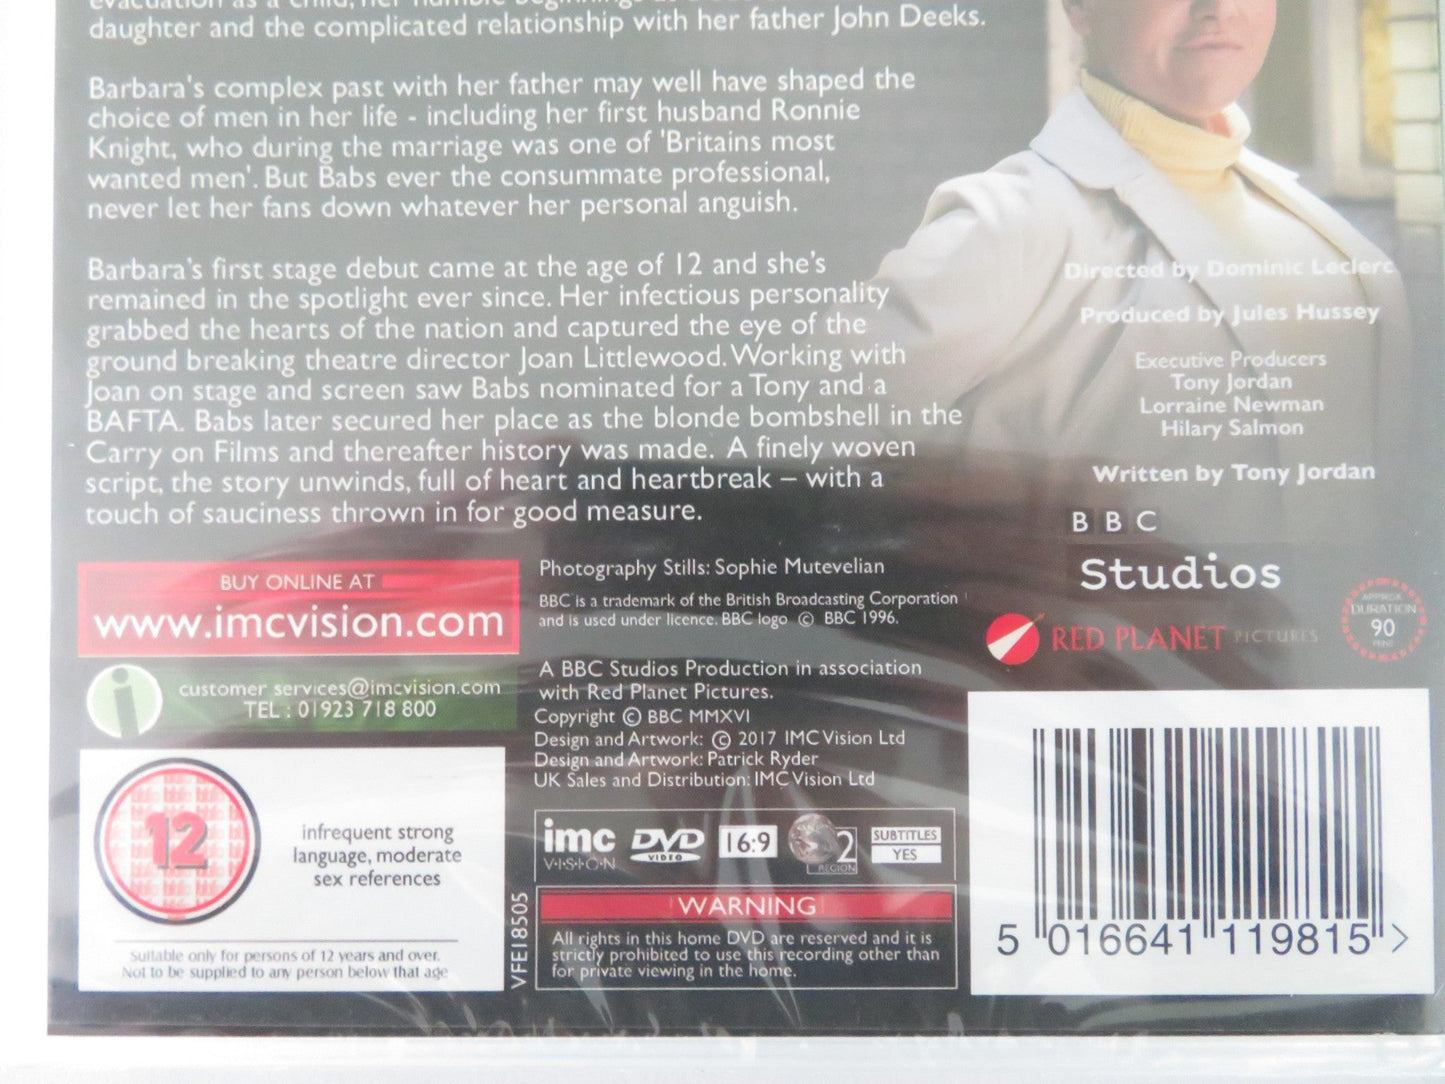 evacuation as a child, her humble beginnings as a
daughter and the complicated relationship with her father John Deeks.
Barbara's complex past with her father may well have shaped the
choice of men in her life - including her first husband Ronnie
Knight, who during the marriage was one of 'Britains most
wanted men'. But Babs ever the consummate professional,
never let her fans down whatever her personal anguish.
Barbara's first stage debut came at the age of 12 and she's
remained in the spotlight ever since. Her infectious personality
grabbed the hearts of the nation and captured the eye of the
ground breaking theatre director Joan Littlewood. Working with
Joan on stage and screen saw Babs nominated for a Tony and a
BAFTA. Babs later secured her place as the blonde bombshell in the
Carry on Films and thereafter history was made. A finely woven
script, the story unwinds, full of heart and heartbreak – with a
touch of sauciness thrown in for good measure.
Directed by Dominic Leclerc
Produced by Jules Hussey
Executive Producers
Tony Jordan
Lorraine Newman
Hilary Salmon
Written by Tony Jordan
BBC
Studios
RED PLANET PICTURES
APPROX
DURATION
90
MINS
BUY ONLINE AT
www.imcvision.com
customer services@imcvision.com
TEL : 01923 718 800
Photography Stills: Sophie Mutevelian
BBC is a trademark of the British Broadcasting Corporation
and is used under licence. BBC logo © BBC 1996.
A BBC Studios Production in association
with Red Planet Pictures.
Copyright © BBC MMXVI
Design and Artwork: © 2017 IMC Vision Ltd
Design and Artwork: Patrick Ryder
UK Sales and Distribution: IMC Vision Ltd
12
infrequent strong
language, moderate
sex references
Suitable only for persons of 12 years and over.
Not to be supplied to any person below that age
VFE18505
imc
V·I·S·I·O·N
DVD
VIDEO
16:9
2
REGION
SUBTITLES
YES
WARNING
All rights in this home DVD are reserved and it is
strictly prohibited to use this recording other than
for private viewing in the home.
5 016641 119815 >